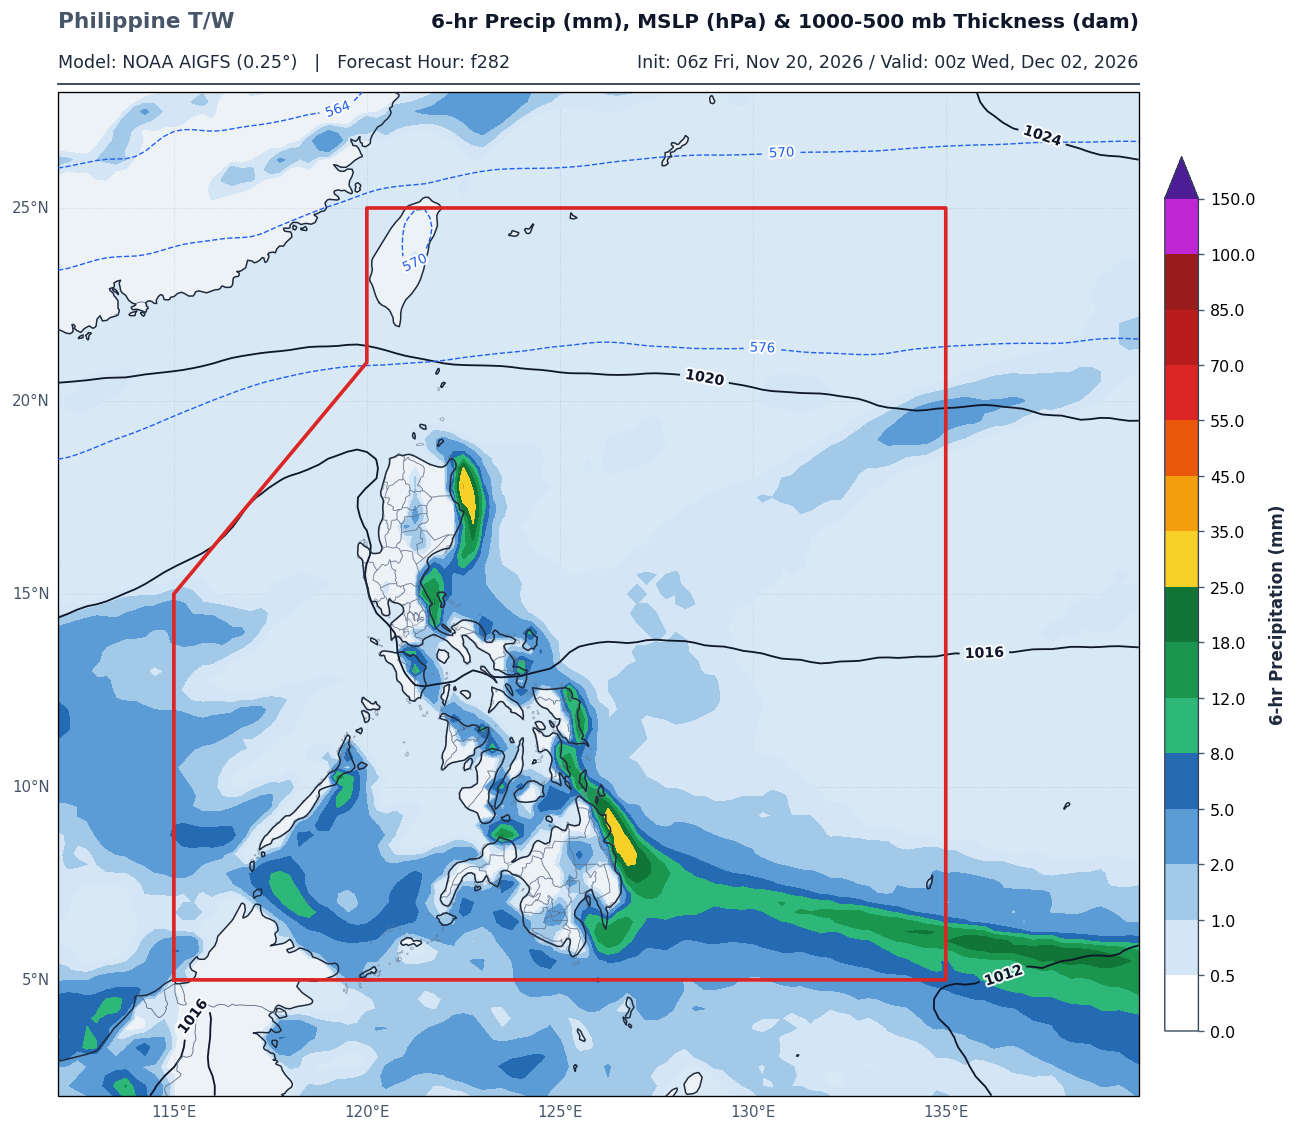 Philippine T/W
6-hr Precip (mm), MSLP (hPa) & 1000-500 mb Thickness (dam)
Model: NOAA AIGFS (0.25°) | Forecast Hour: f282
Init: 06z Fri, Nov 20, 2026 / Valid: 00z Wed, Dec 02, 2026
564
1024
570
570
576
1020
1016
1012
1016
25°N
20°N
15°N
10°N
5°N
115°E
120°E
125°E
130°E
135°E
150.0
100.0
85.0
70.0
55.0
45.0
35.0
25.0
18.0
12.0
8.0
5.0
2.0
1.0
0.5
0.0
6-hr Precipitation (mm)